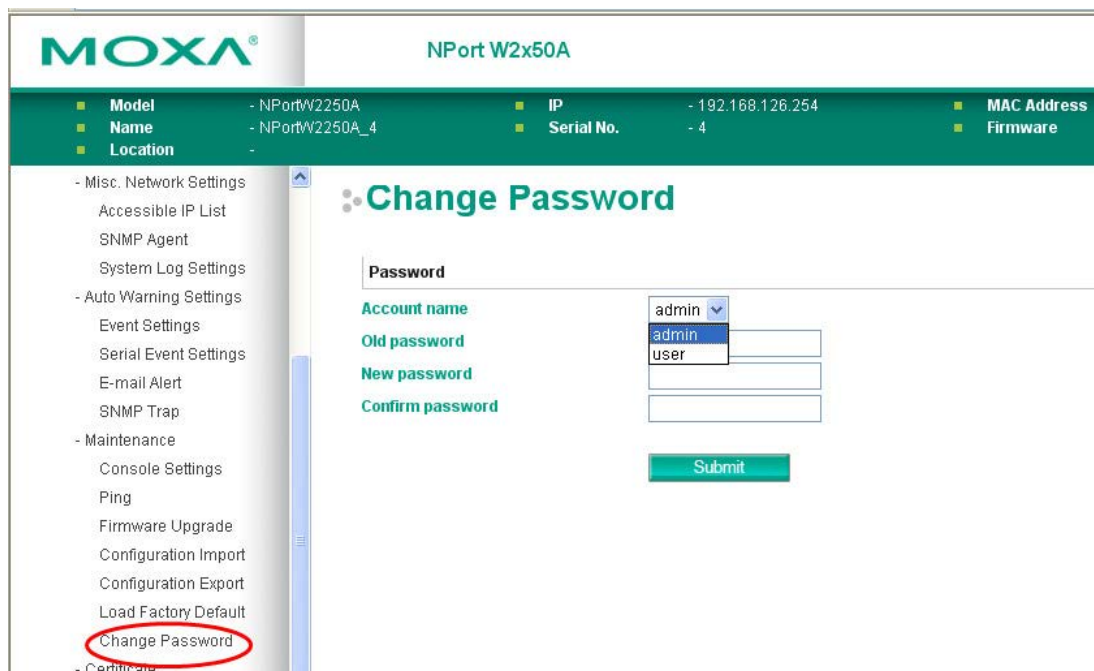 MOXA®
NPort W2x50A
Model - NPortW2250A
IP - 192.168.126.254
MAC Address
Name - NPortW2250A_4
Serial No. - 4
Firmware
Location -
- Misc. Network Settings
Accessible IP List
SNMP Agent
System Log Settings
- Auto Warning Settings
Event Settings
Serial Event Settings
E-mail Alert
SNMP Trap
- Maintenance
Console Settings
Ping
Firmware Upgrade
Configuration Import
Configuration Export
Load Factory Default
Change Password
- Certificate
Change Password
Password
Account name
admin
admin
user
Old password
New password
Confirm password
Submit